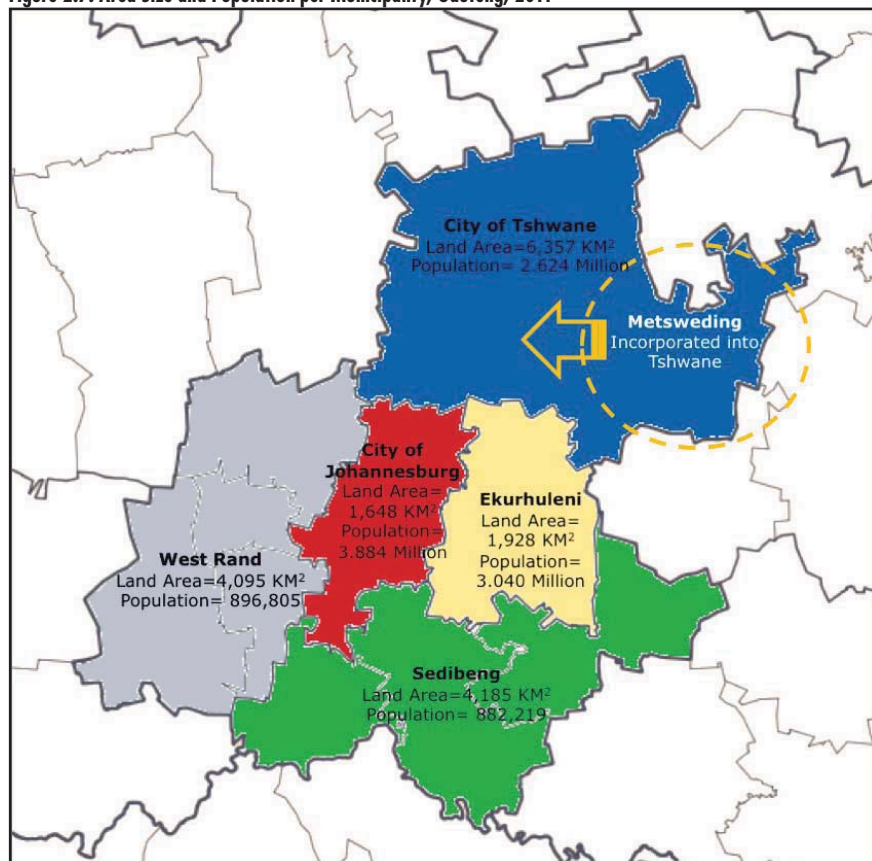 City of Tshwane
Land Area=6,357 KM²
Population= 2.624 Million
Metsweding
Incorporated into
Tshwane
City of
Johannesburg
Land Area=
1,648 KM²
Population=
3.884 Million
Ekurhuleni
Land Area=
1,928 KM²
Population=
3.040 Million
West Rand
Land Area=4,095 KM²
Population= 896,805
Sedibeng
Land Area=4,185 KM²
Population= 882,219